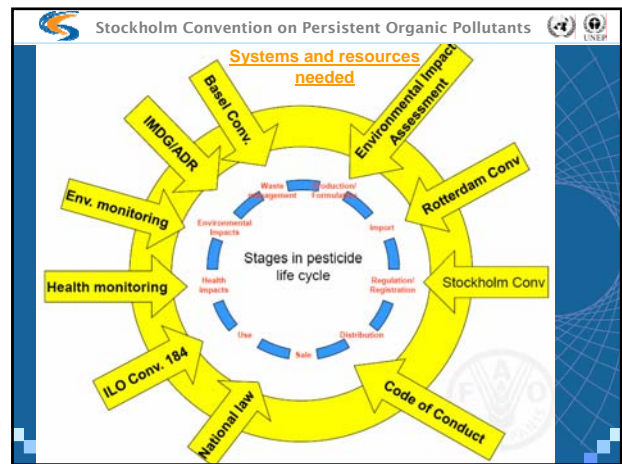 Stockholm Convention on Persistent Organic Pollutants
UNEP
Systems and resources
needed
Basel Conv.
Environmental Impact
Assessment
IMDG/ADR
Rotterdam Conv
Env. monitoring
Stockholm Conv
Health monitoring
Code of Conduct
ILO Conv. 184
National law
Stages in pesticide
life cycle
Waste
management
Production/
Formulation
Import
Regulation/
Registration
Distribution
Sale
Use
Health
impacts
Environmental
Impacts